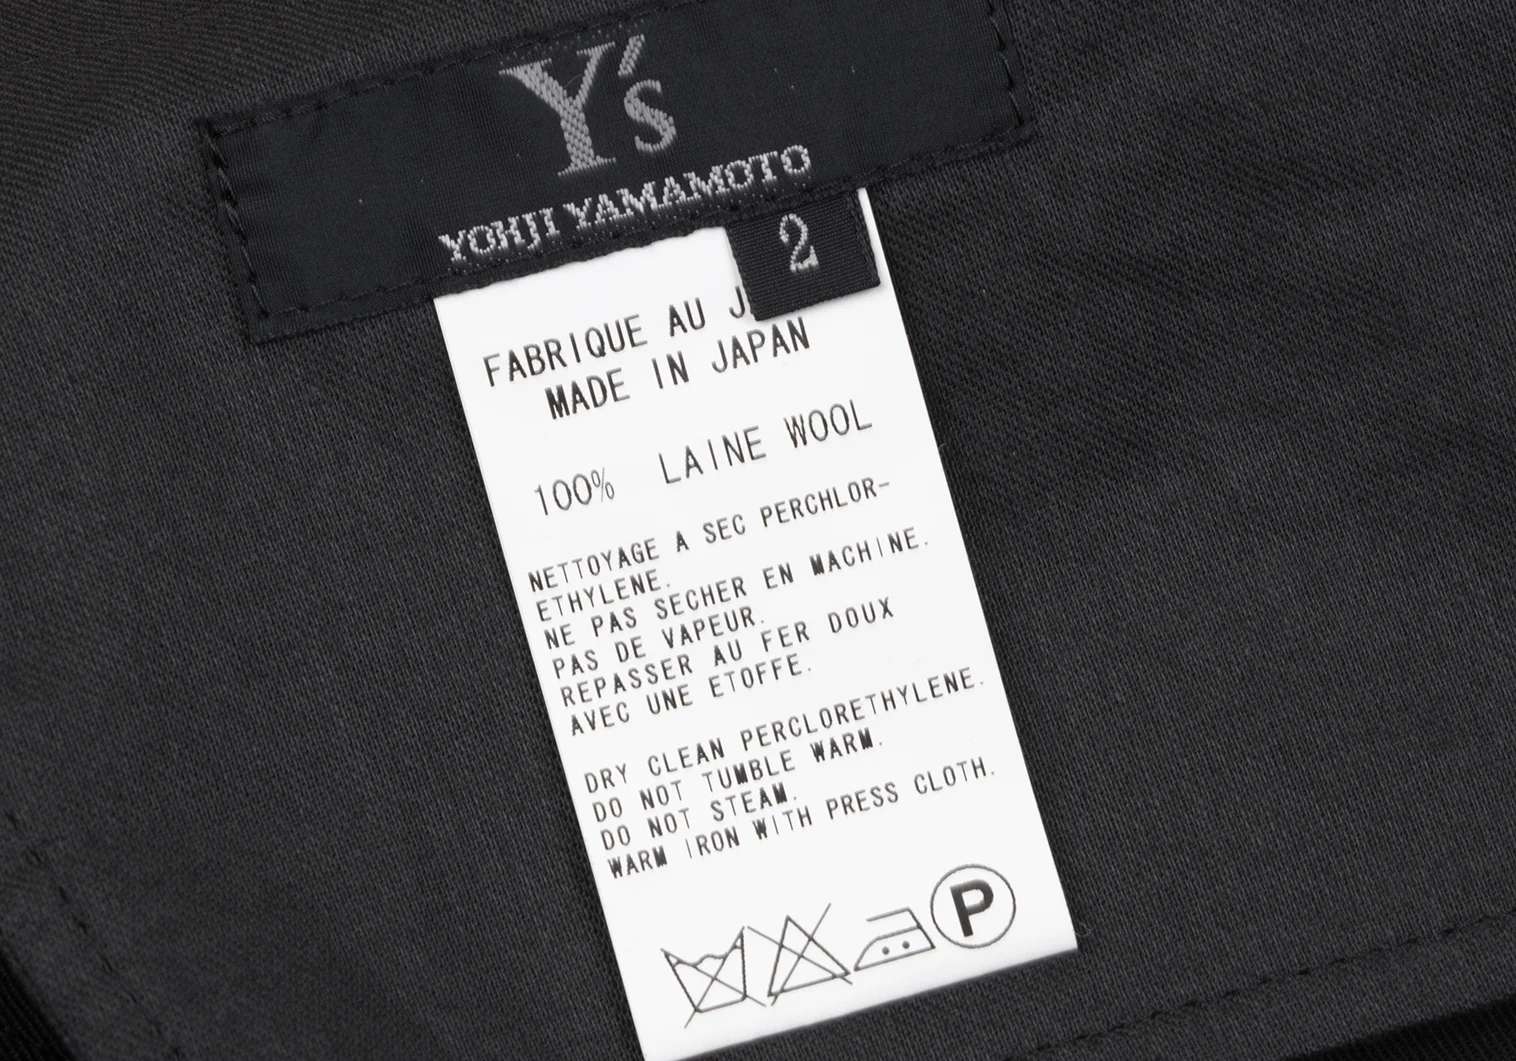 Y's
YOHJI YAMAMOTO
2
FABRIQUE AU
MADE IN JAPAN
100% LAINE WOOL
NETTOYAGE A SEC PERCHLOR-
ETHYLENE.
NE PAS SECHER EN MACHINE.
PAS DE VAPEUR.
REPASSER AU FER DOUX
AVEC UNE ETOFFE.
DRY CLEAN PERCLORETHYLENE.
DO NOT TUMBLE WARM.
DO NOT STEAM.
WARM IRON WITH PRESS CLOTH.
P